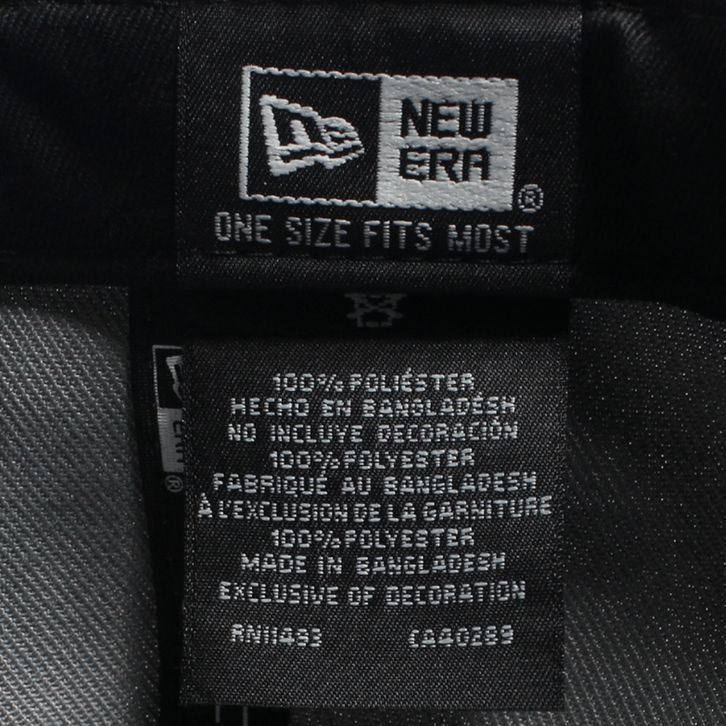 NEW
ERA
®
ONE SIZE FITS MOST
100% POLIÉSTER
HECHO EN BANGLADÉSH
NO INCLUYE DECORACIÓN
100% POLYESTER
FABRIQUÉ AU BANGLADESH
À L'EXCLUSION DE LA GARNITURE
100% POLYESTER
MADE IN BANGLADESH
EXCLUSIVE OF DECORATION
RN11493 CA40289